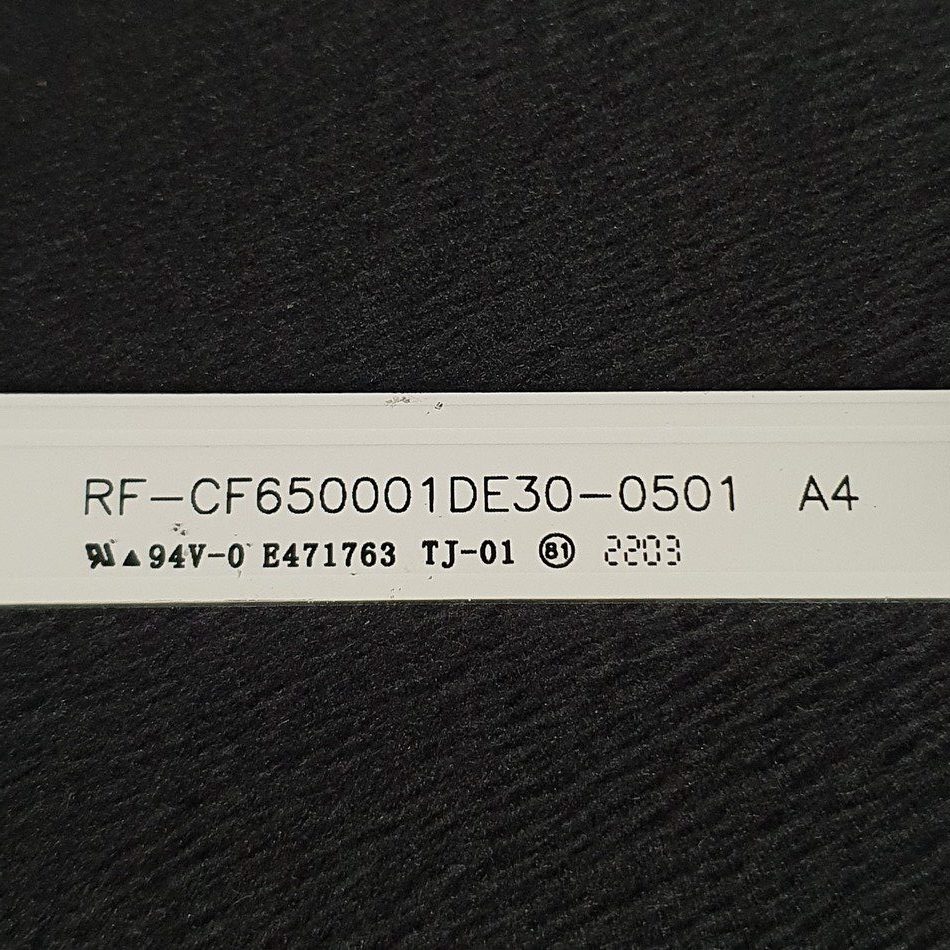 RF-CF650001DE30-0501 A4
▲94V-0 E471763 TJ-01 81 2203